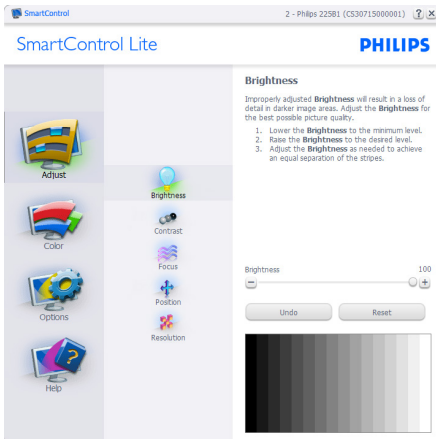 SmartControl
2 - Philips 225B1 (CS30715000001)
SmartControl Lite
PHILIPS
Adjust
Color
Options
Help
Brightness
Contrast
Focus
Position
Resolution
Brightness
Improperly adjusted Brightness will result in a loss of
detail in darker image areas. Adjust the Brightness for
the best possible picture quality.
1. Lower the Brightness to the minimum level.
2. Raise the Brightness to the desired level.
3. Adjust the Brightness as needed to achieve
an equal separation of the stripes.
Brightness 100
Undo Reset